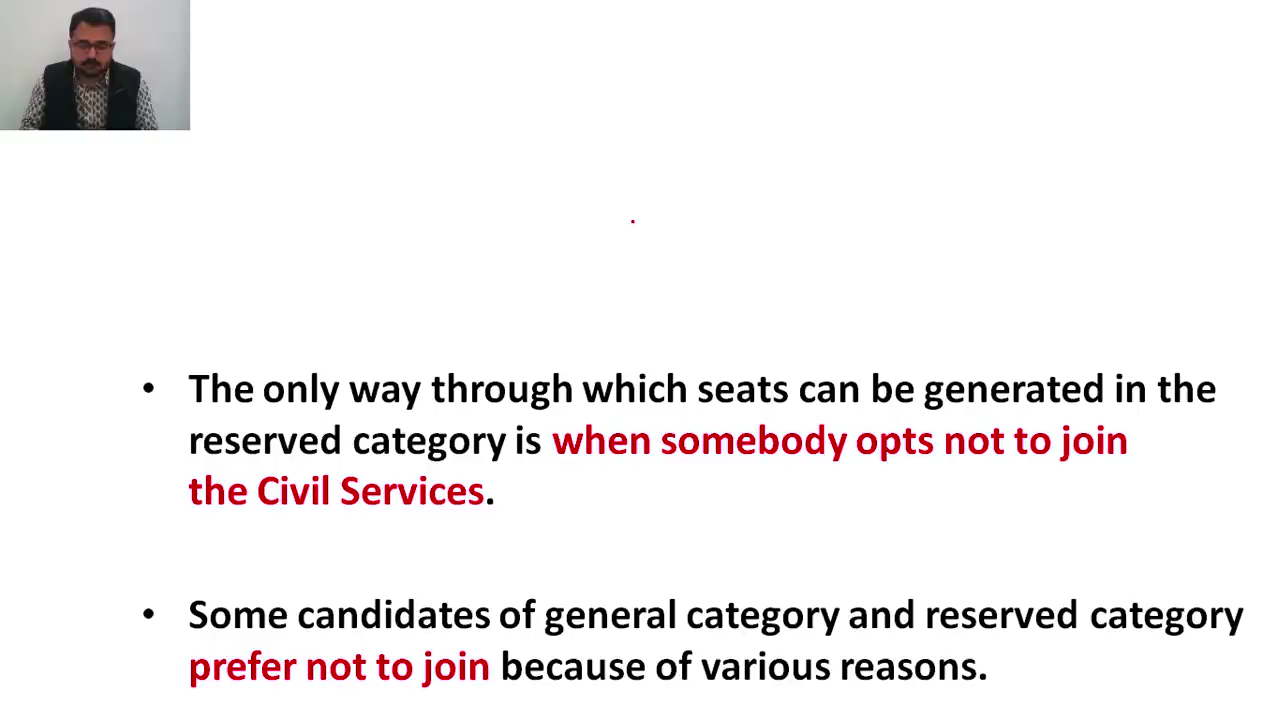 • The only way through which seats can be generated in the
reserved category is when somebody opts not to join
the Civil Services.
• Some candidates of general category and reserved category
prefer not to join because of various reasons.